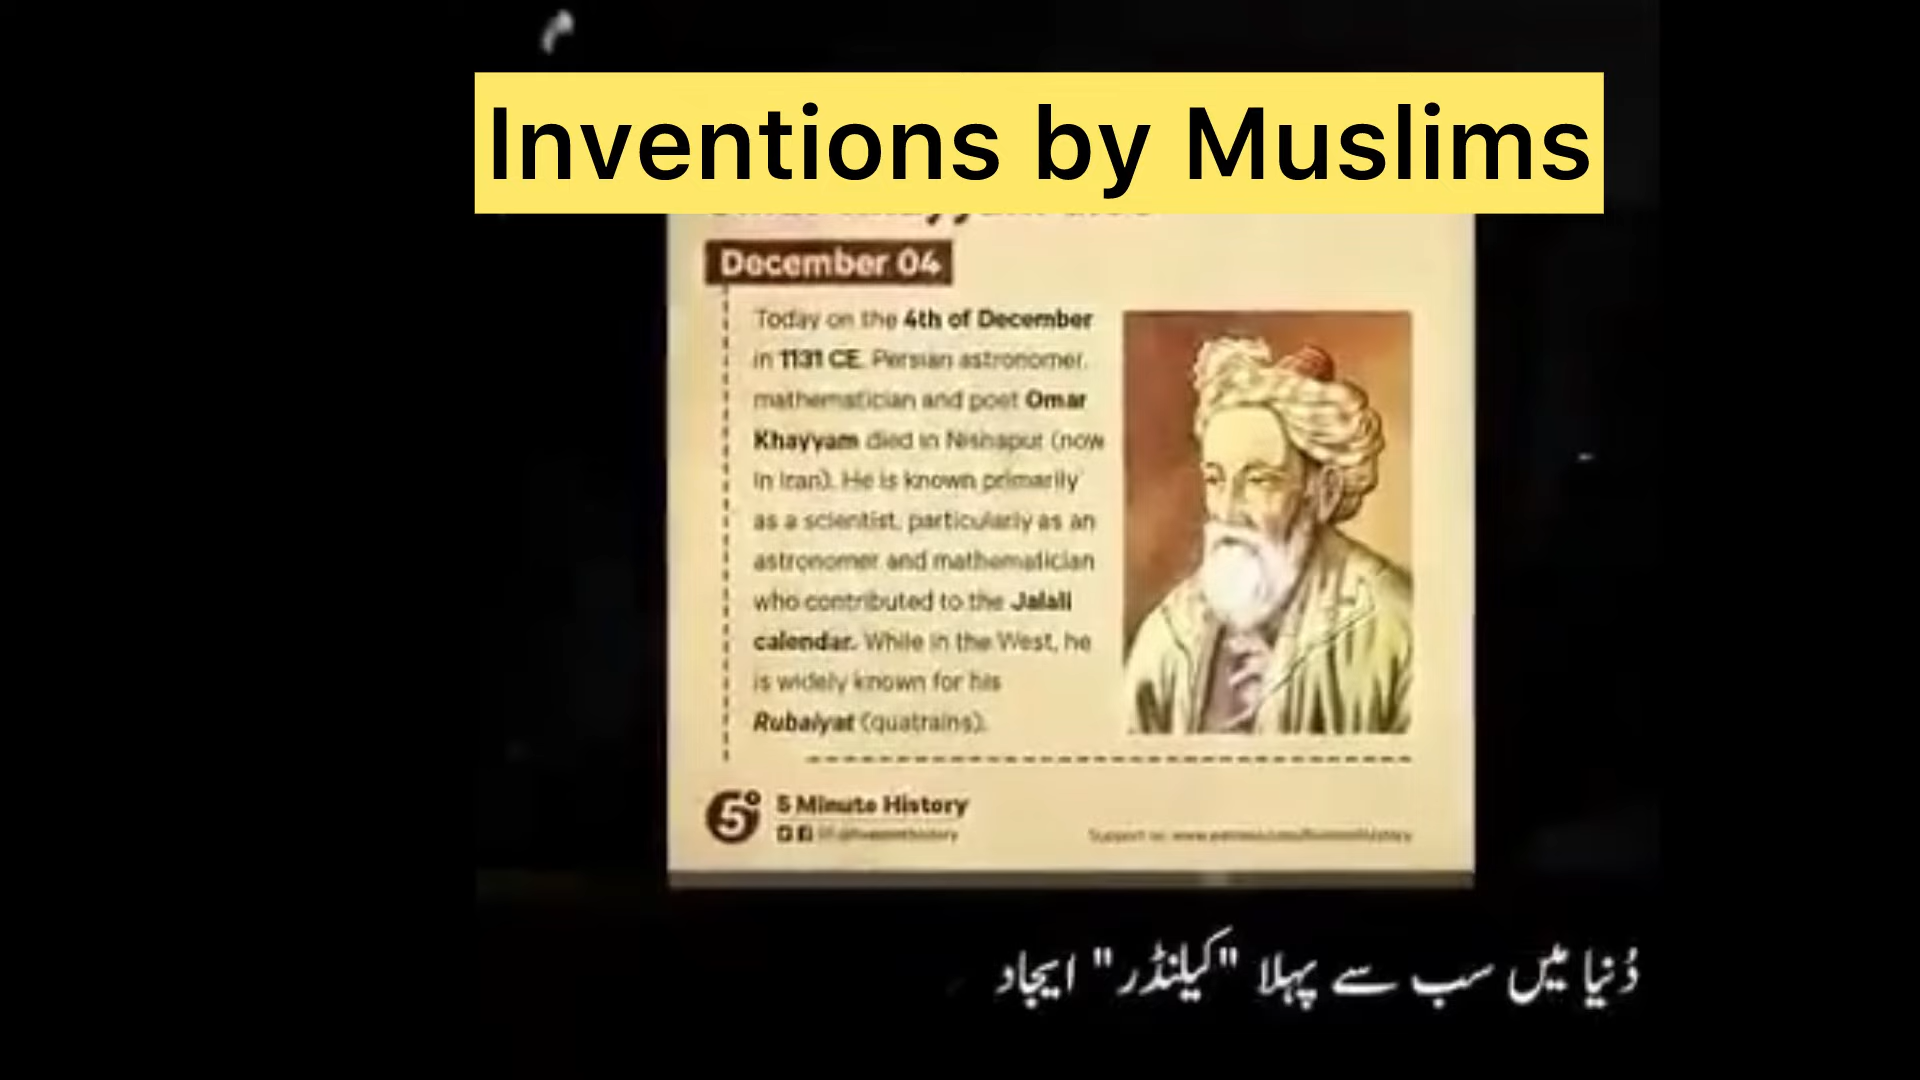 م
Inventions by Muslims
December 04
Today on the 4th of December
in 1131 CE, Persian astronomer,
mathematician and poet Omar
Khayyam died in Nishapur (now
in Iran). He is known primarily
as a scientist, particularly as an
astronomer and mathematician
who contributed to the Jalali
calendar. While in the West, he
is widely known for his
Rubaiyat (quatrains).
5 Minute History
Support us:
دُنیا میں سب سے پہلا "کیلنڈر" ایجاد